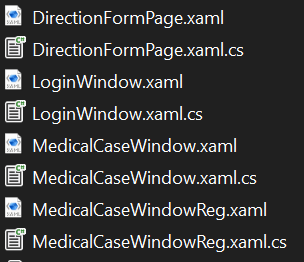 DirectionFormPage.xaml
DirectionFormPage.xaml.cs
LoginWindow.xaml
LoginWindow.xaml.cs
MedicalCaseWindow.xaml
MedicalCaseWindow.xaml.cs
MedicalCaseWindowReg.xaml
MedicalCaseWindowReg.xaml.cs